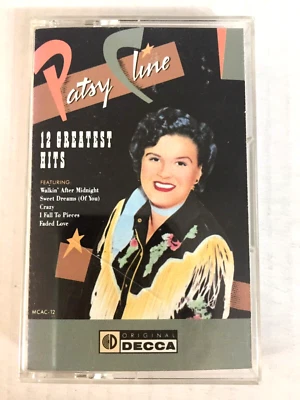 Patsy Cline
12 GREATEST
HITS
FEATURING:
Walkin' After Midnight
Sweet Dreams (Of You)
Crazy
I Fall To Pieces
Faded Love
MCAC-12
ORIGINAL
DECCA